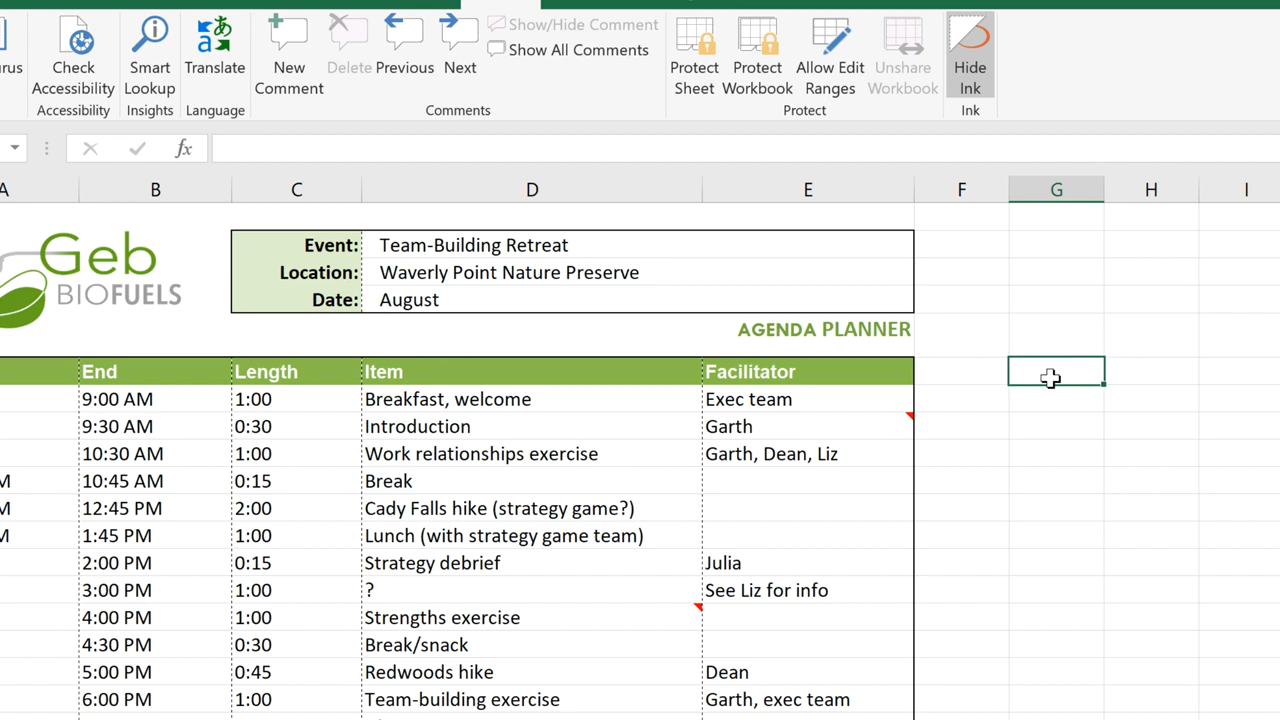 Show/Hide Comment
Show All Comments
urus
Check Accessibility
Smart Lookup
Translate
New Comment
Delete
Previous
Next
Protect Sheet
Protect Workbook
Allow Edit Ranges
Unshare Workbook
Hide Ink
Accessibility
Insights
Language
Comments
Protect
Ink
fx
A B C D E F G H I
Geb
BIOFUELS
Event: Team-Building Retreat
Location: Waverly Point Nature Preserve
Date: August
AGENDA PLANNER
End Length Item Facilitator
9:00 AM 1:00 Breakfast, welcome Exec team
9:30 AM 0:30 Introduction Garth
10:30 AM 1:00 Work relationships exercise Garth, Dean, Liz
M 10:45 AM 0:15 Break
M 12:45 PM 2:00 Cady Falls hike (strategy game?)
M 1:45 PM 1:00 Lunch (with strategy game team)
2:00 PM 0:15 Strategy debrief Julia
3:00 PM 1:00 ? See Liz for info
4:00 PM 1:00 Strengths exercise
4:30 PM 0:30 Break/snack
5:00 PM 0:45 Redwoods hike Dean
6:00 PM 1:00 Team-building exercise Garth, exec team